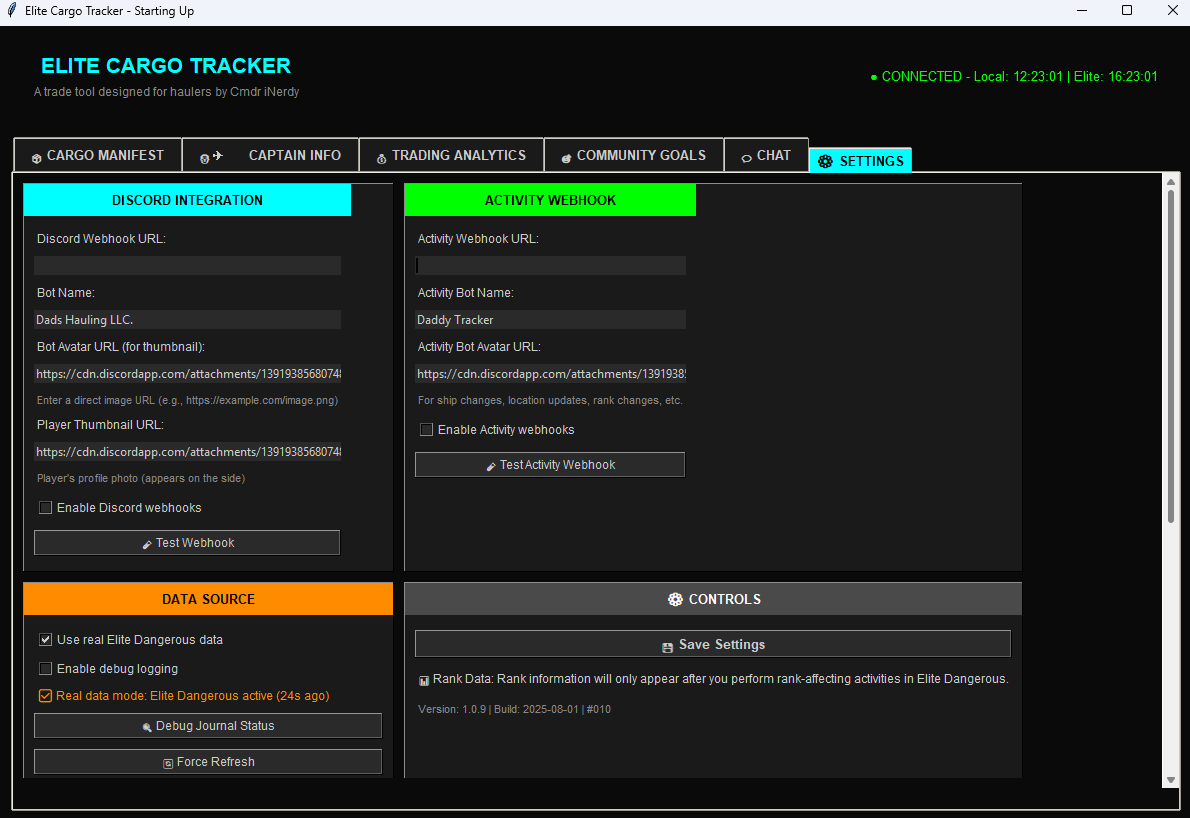 Elite Cargo Tracker - Starting Up
ELITE CARGO TRACKER
A trade tool designed for haulers by Cmdr iNerdy
● CONNECTED - Local: 12:23:01 | Elite: 16:23:01
CARGO MANIFEST
CAPTAIN INFO
TRADING ANALYTICS
COMMUNITY GOALS
CHAT
SETTINGS
DISCORD INTEGRATION
Discord Webhook URL:
Bot Name:
Dads Hauling LLC.
Bot Avatar URL (for thumbnail):
https://cdn.discordapp.com/attachments/1391938568074
Enter a direct image URL (e.g., https://example.com/image.png)
Player Thumbnail URL:
https://cdn.discordapp.com/attachments/1391938568074
Player's profile photo (appears on the side)
Enable Discord webhooks
Test Webhook
ACTIVITY WEBHOOK
Activity Webhook URL:
Activity Bot Name:
Daddy Tracker
Activity Bot Avatar URL:
https://cdn.discordapp.com/attachments/1391938
For ship changes, location updates, rank changes, etc.
Enable Activity webhooks
Test Activity Webhook
DATA SOURCE
Use real Elite Dangerous data
Enable debug logging
Real data mode: Elite Dangerous active (24s ago)
Debug Journal Status
Force Refresh
CONTROLS
Save Settings
Rank Data: Rank information will only appear after you perform rank-affecting activities in Elite Dangerous.
Version: 1.0.9 | Build: 2025-08-01 | #010